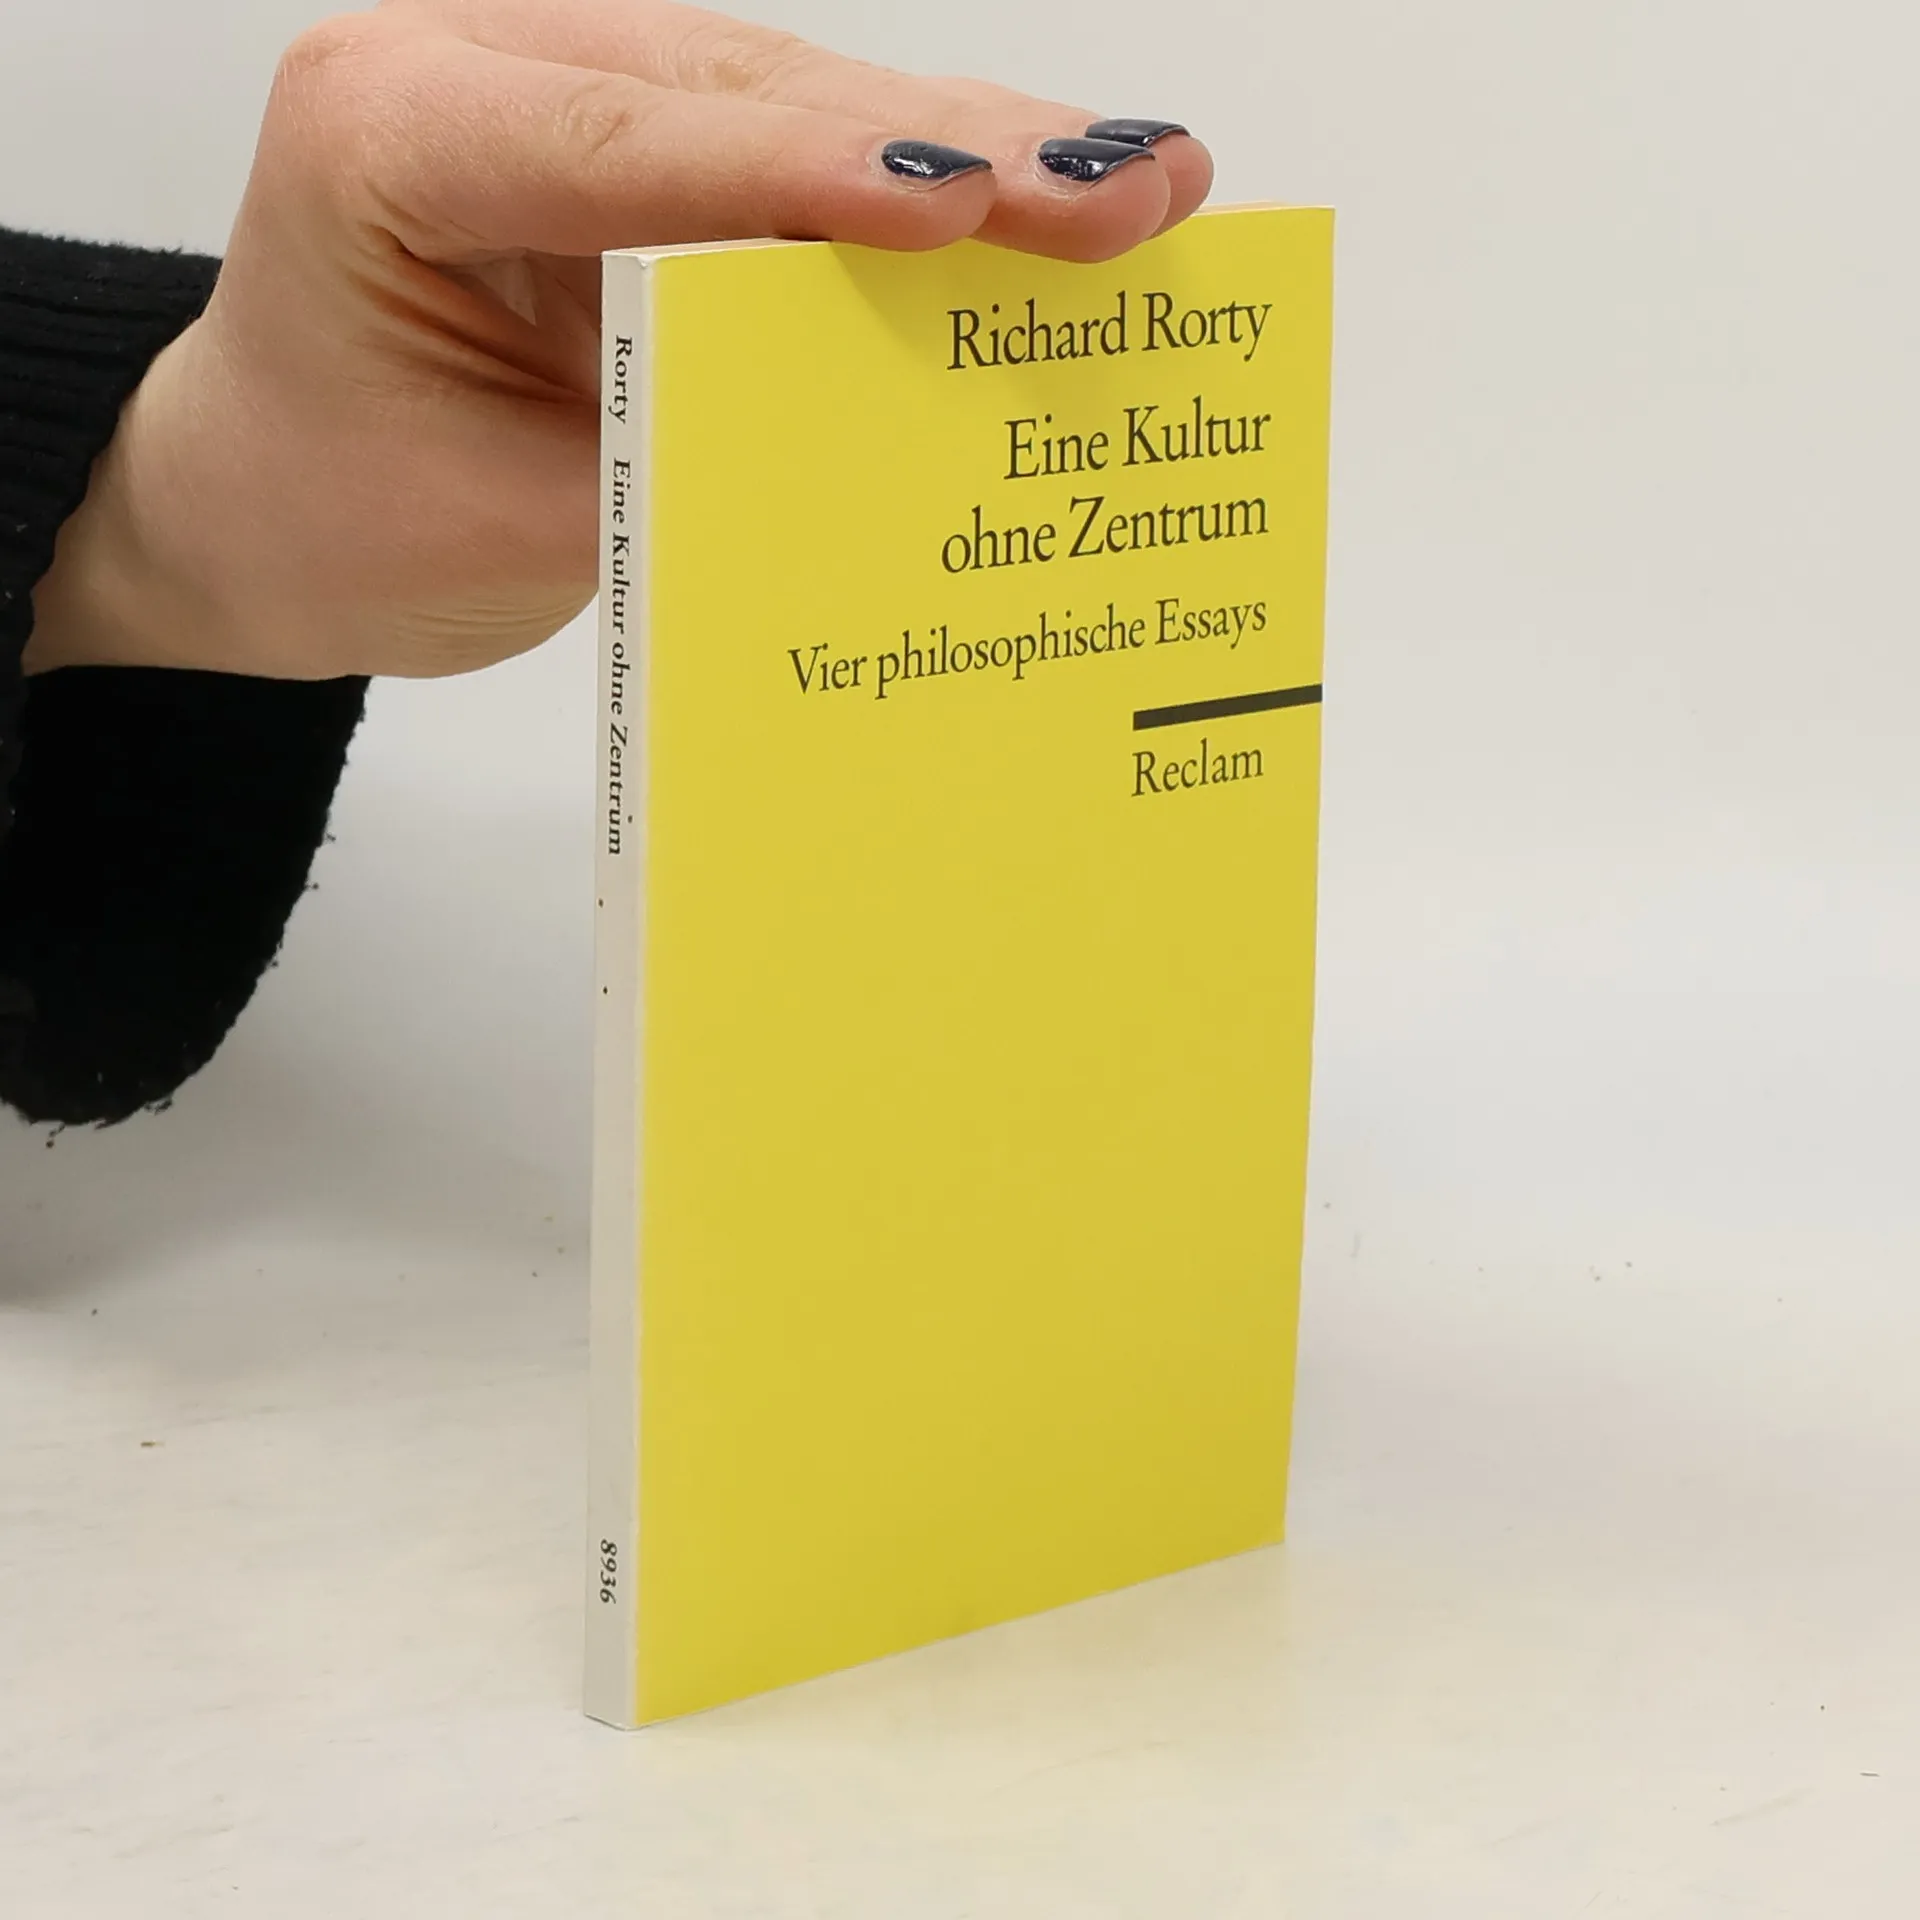 Richard Rorty
Eine Kultur
ohne Zentrum
Vier philosophische Essays
Reclam
Rorty Eine Kultur ohne Zentrum
8936